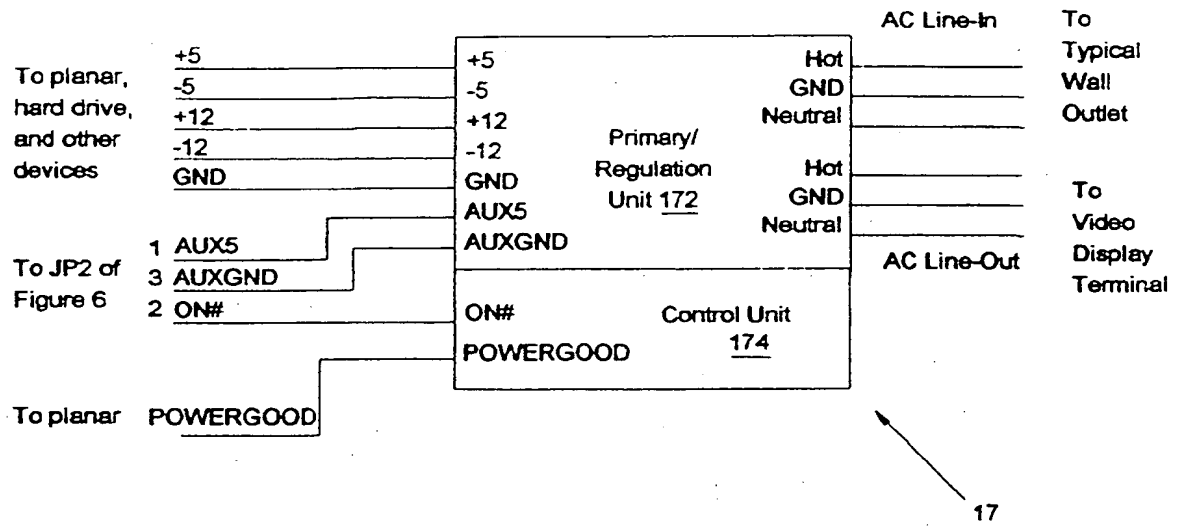 AC Line-In
To
Typical
Wall
Outlet
To planar,
hard drive,
and other
devices
+5
-5
+12
-12
GND
+5
-5
+12
-12
GND
AUX5
AUXGND
Primary/
Regulation
Unit 172
Hot
GND
Neutral
Hot
GND
Neutral
AC Line-Out
To
Video
Display
Terminal
To JP2 of
Figure 6
1 AUX5
3 AUXGND
2 ON#
ON#
POWERGOOD
Control Unit
174
To planar POWERGOOD
17